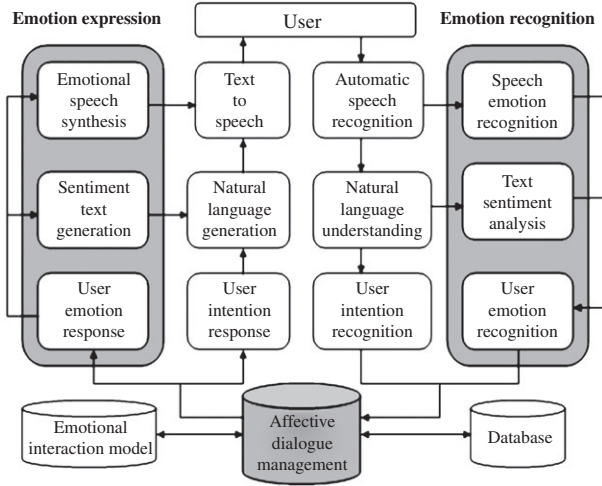 Emotion expression
Emotion recognition
User
Emotional
speech
synthesis
Text
to
speech
Automatic
speech
recognition
Speech
emotion
recognition
Sentiment
text
generation
Natural
language
generation
Natural
language
understanding
Text
sentiment
analysis
User
emotion
response
User
intention
response
User
intention
recognition
User
emotion
recognition
Emotional
interaction model
Affective
dialogue
management
Database